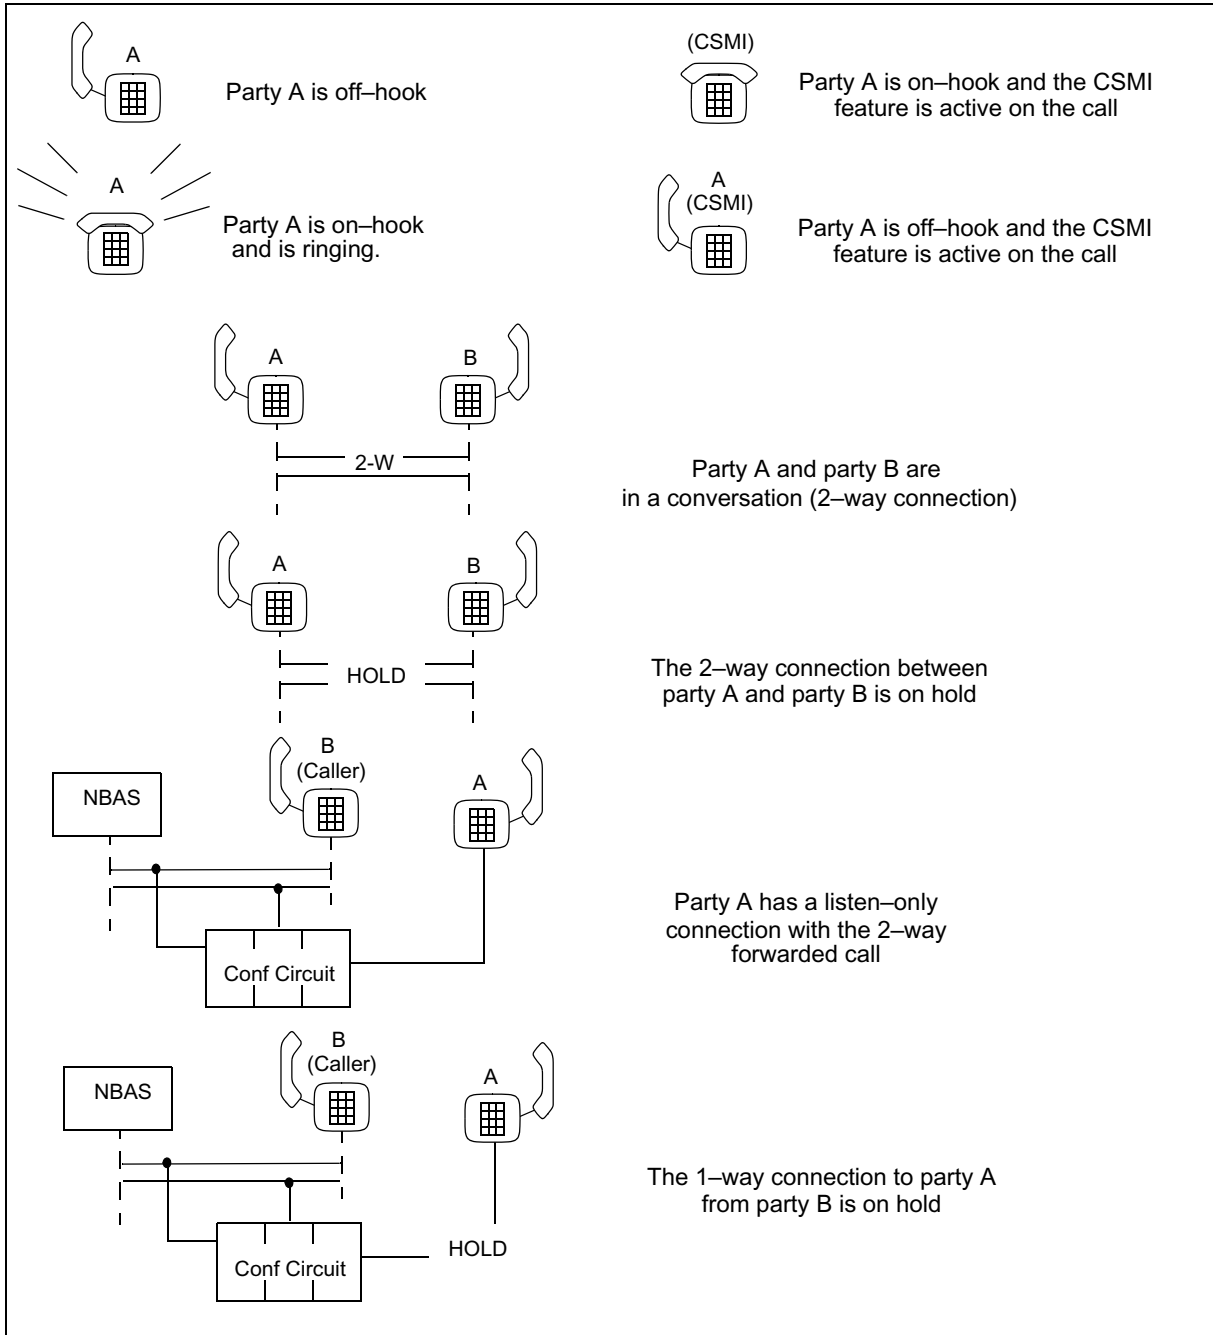 A
Party A is off–hook
(CSMI)
Party A is on–hook and the CSMI
feature is active on the call
A
Party A is on–hook
and is ringing.
A
(CSMI)
Party A is off–hook and the CSMI
feature is active on the call
A
B
2-W
Party A and party B are
in a conversation (2–way connection)
A
B
HOLD
The 2–way connection between
party A and party B is on hold
NBAS
B
(Caller)
A
Conf Circuit
Party A has a listen–only
connection with the 2–way
forwarded call
NBAS
B
(Caller)
A
HOLD
Conf Circuit
The 1–way connection to party A
from party B is on hold